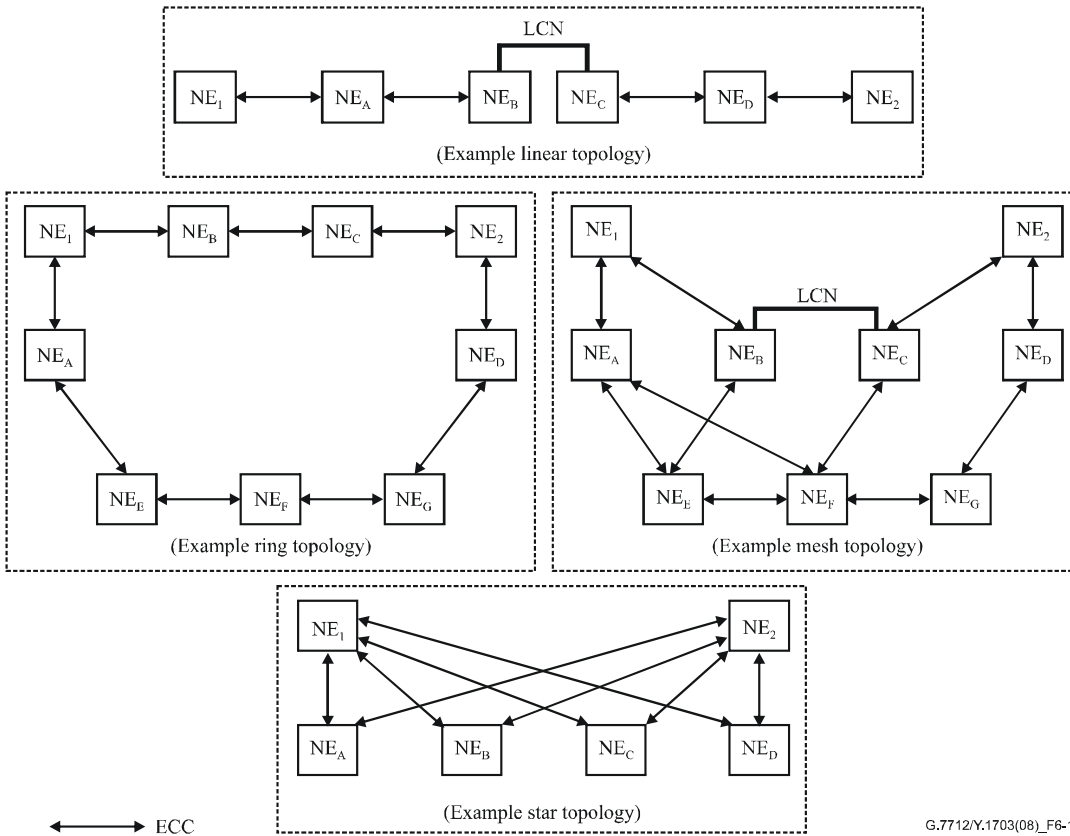 LCN
NE1 NEA NEB NEC NED NE2
(Example linear topology)
NE1 NEB NEC NE2
NEA NED
NEE NEF NEG
(Example ring topology)
NE1 NE2
LCN
NEA NEB NEC NED
NEE NEF NEG
(Example mesh topology)
NE1 NE2
NEA NEB NEC NED
(Example star topology)
ECC
G.7712/Y.1703(08)_F6-1